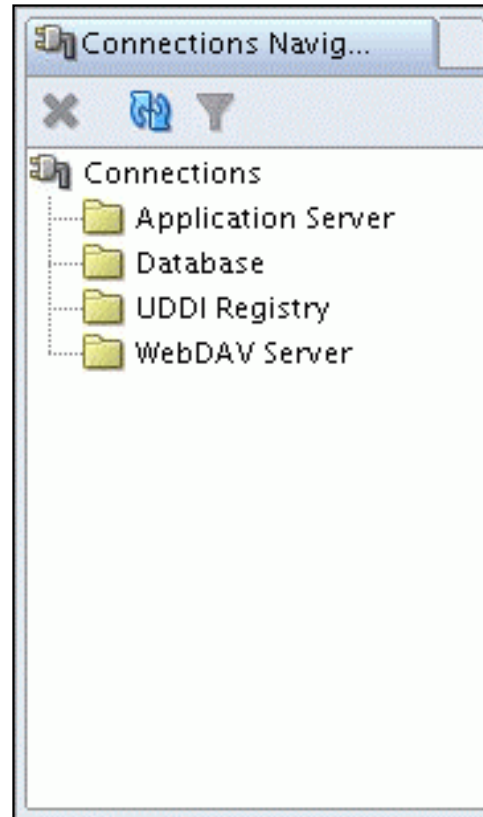 Connections Navig...
Connections
Application Server
Database
UDDI Registry
WebDAV Server